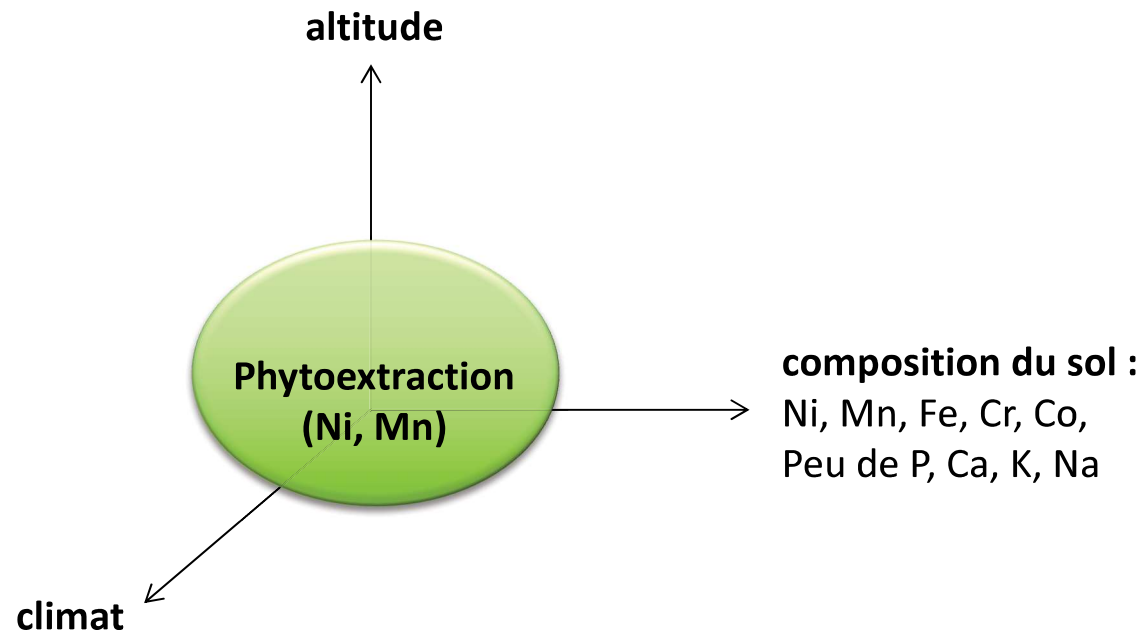 altitude
Phytoextraction
(Ni, Mn)
composition du sol :
Ni, Mn, Fe, Cr, Co,
Peu de P, Ca, K, Na
climat